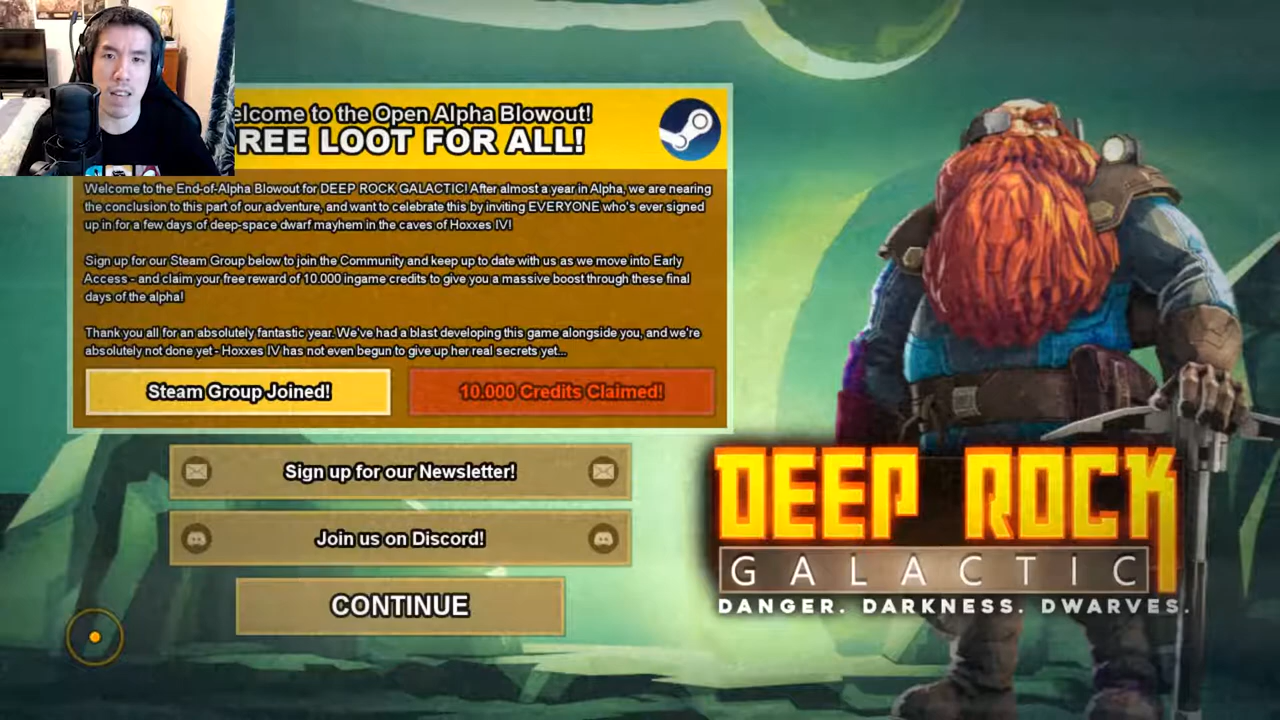 elcome to the Open Alpha Blowout!
REE LOOT FOR ALL!
Welcome to the End-of-Alpha Blowout for DEEP ROCK GALACTIC! After almost a year in Alpha, we are nearing
the conclusion to this part of our adventure, and want to celebrate this by inviting EVERYONE who's ever signed
up in for a few days of deep-space dwarf mayhem in the caves of Hoxxes IV!
Sign up for our Steam Group below to join the Community and keep up to date with us as we move into Early
Access - and claim your free reward of 10.000 ingame credits to give you a massive boost through these final
days of the alpha!
Thank you all for an absolutely fantastic year. We've had a blast developing this game alongside you, and we're
absolutely not done yet - Hoxxes IV has not even begun to give up her real secrets yet...
Steam Group Joined!
10.000 Credits Claimed!
Sign up for our Newsletter!
Join us on Discord!
CONTINUE
DEEP ROCK
GALACTIC
DANGER. DARKNESS. DWARVES.